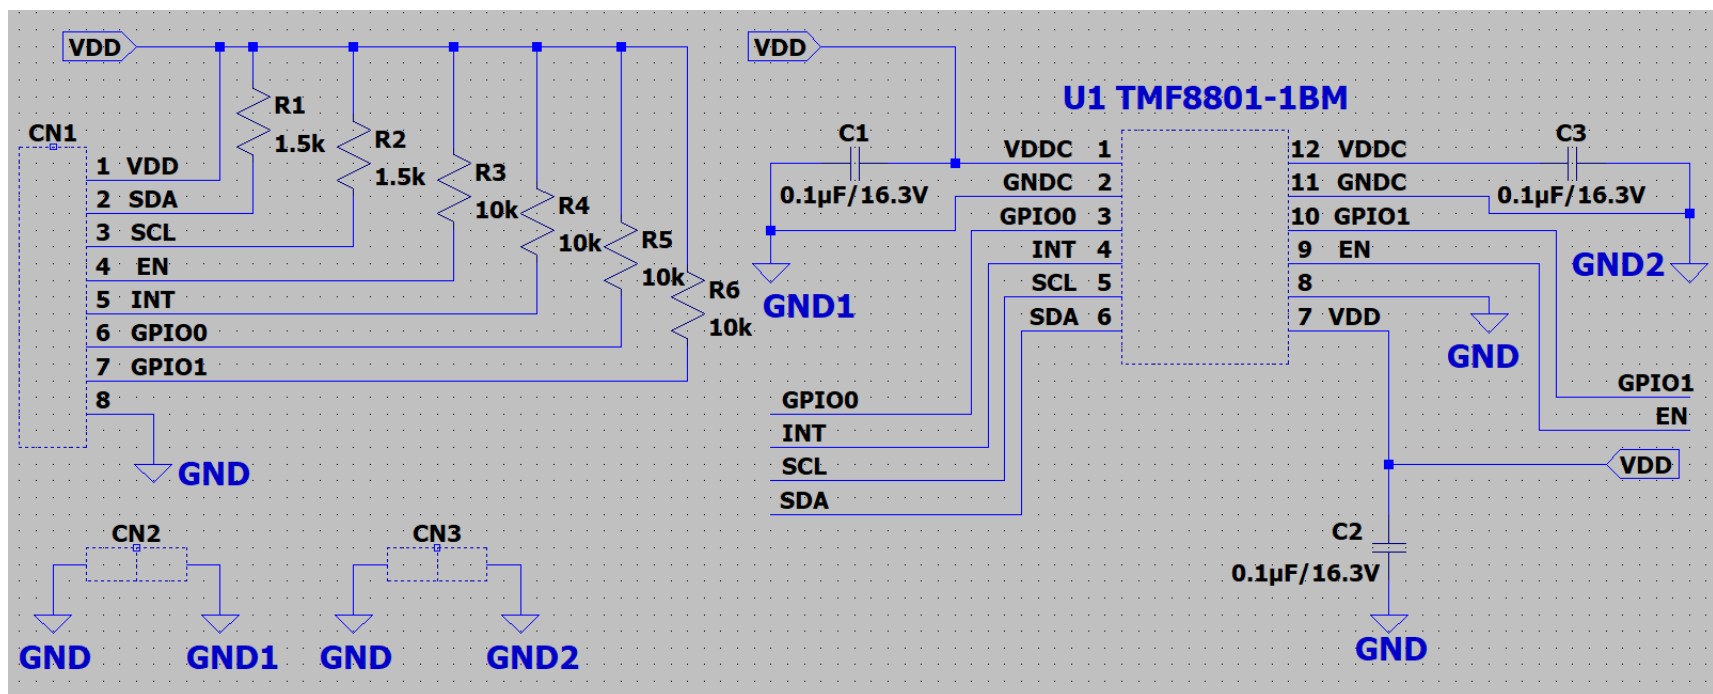 VDD
R1
1.5k
R2
1.5k
R3
10k
R4
10k
R5
10k
R6
10k
CN1
1 VDD
2 SDA
3 SCL
4 EN
5 INT
6 GPIO0
7 GPIO1
8
GND
CN2
GND
GND1
CN3
GND
GND2
VDD
U1 TMF8801-1BM
C1
0.1µF/16.3V
GND1
VDDC 1
GNDC 2
GPIO0 3
INT 4
SCL 5
SDA 6
12 VDDC
11 GNDC
10 GPIO1
9 EN
8
7 VDD
C3
0.1µF/16.3V
GND2
GND
GPIO0
INT
SCL
SDA
GPIO1
EN
VDD
C2
0.1µF/16.3V
GND